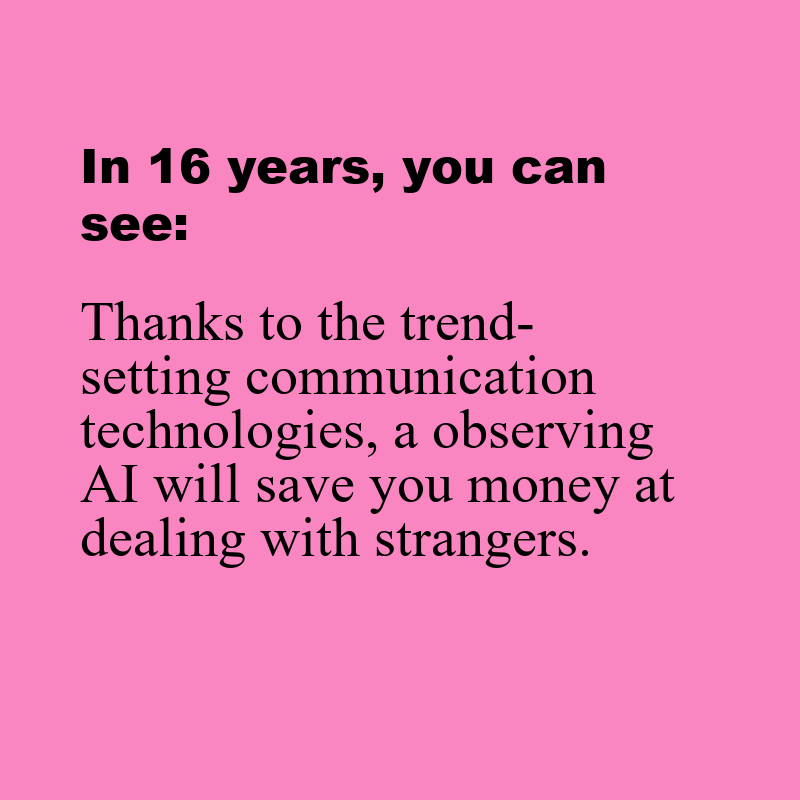 In 16 years, you can
see:
Thanks to the trend-
setting communication
technologies, a observing
AI will save you money at
dealing with strangers.